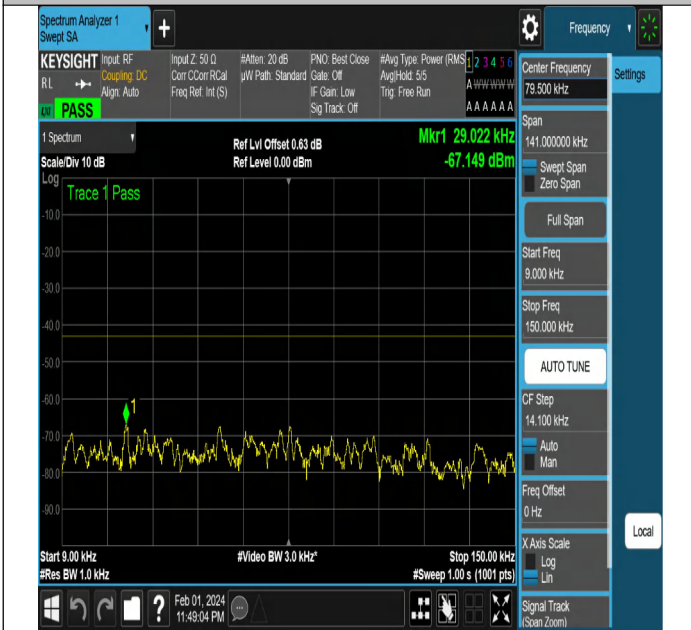 Spectrum Analyzer 1
Swept SA
Frequency
KEYSIGHT
RL
LXI
PASS
Input: RF
Coupling: DC
Align: Auto
Input Z: 50 Ω
Corr CCorr RCal
Freq Ref: Int (S)
#Atten: 20 dB
µW Path: Standard
PNO: Best Close
Gate: Off
IF Gain: Low
Sig Track: Off
#Avg Type: Power (RMS
Avg|Hold: 5/5
Trig: Free Run
1 2 3 4 5 6
A W W W W W
A A A A A A
1 Spectrum
Scale/Div 10 dB
Ref Lvl Offset 0.63 dB
Ref Level 0.00 dBm
Mkr1 29.022 kHz
-67.149 dBm
Log
Trace 1 Pass
-10.0
-20.0
-30.0
-40.0
-50.0
-60.0
1
-70.0
-80.0
-90.0
Start 9.00 kHz
#Res BW 1.0 kHz
#Video BW 3.0 kHz*
Stop 150.00 kHz
#Sweep 1.00 s (1001 pts)
Feb 01, 2024
11:49:04 PM
Center Frequency
79.500 kHz
Span
141.000000 kHz
Swept Span
Zero Span
Full Span
Start Freq
9.000 kHz
Stop Freq
150.000 kHz
AUTO TUNE
CF Step
14.100 kHz
Auto
Man
Freq Offset
0 Hz
X Axis Scale
Log
Lin
Signal Track
(Span Zoom)
Settings
Local